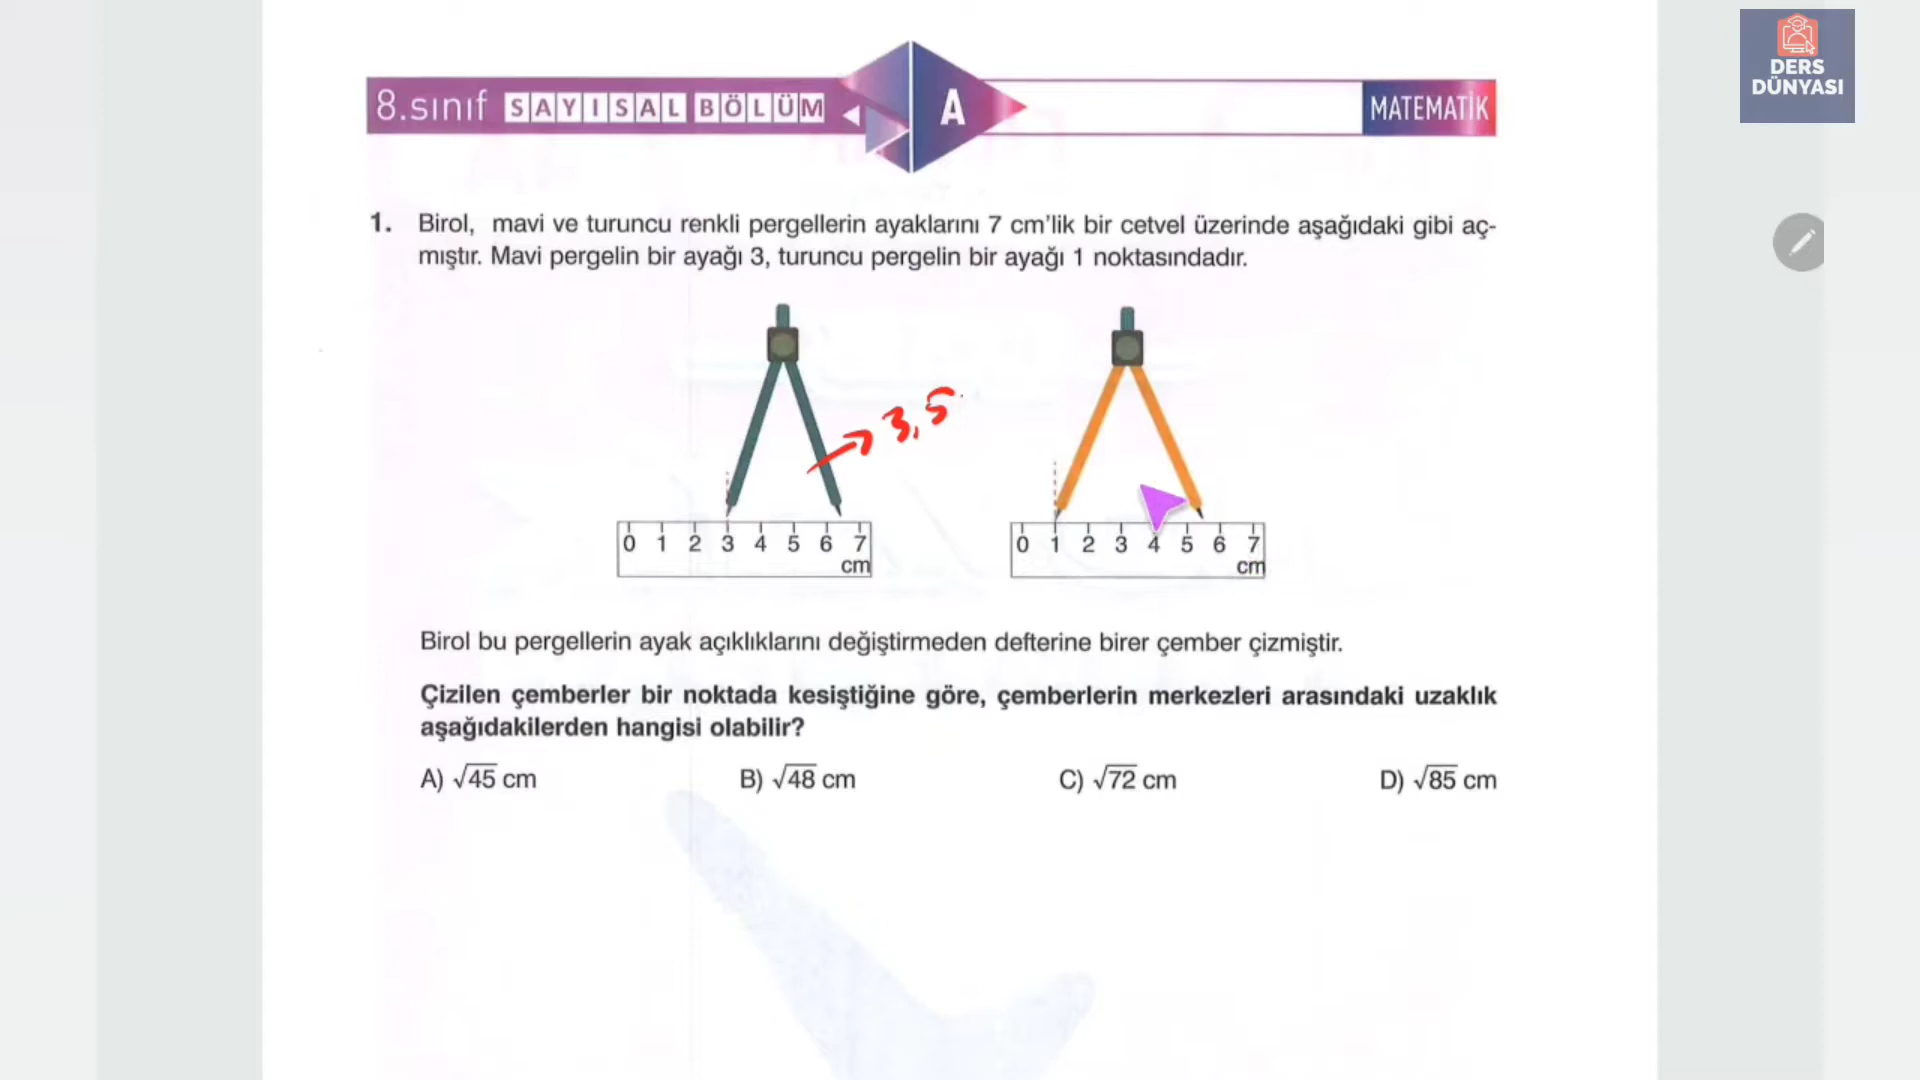 DERS
DÜNYASI
8.sınıf SAYISAL BÖLÜM A MATEMATİK
1. Birol, mavi ve turuncu renkli pergellerin ayaklarını 7 cm'lik bir cetvel üzerinde aşağıdaki gibi aç-
mıştır. Mavi pergelin bir ayağı 3, turuncu pergelin bir ayağı 1 noktasındadır.
3,5
0 1 2 3 4 5 6 7
cm
0 1 2 3 4 5 6 7
cm
Birol bu pergellerin ayak açıklıklarını değiştirmeden defterine birer çember çizmiştir.
Çizilen çemberler bir noktada kesiştiğine göre, çemberlerin merkezleri arasındaki uzaklık
aşağıdakilerden hangisi olabilir?
A) √45 cm B) √48 cm C) √72 cm D) √85 cm